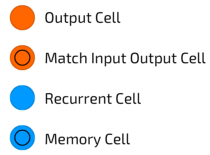 Output Cell
Match Input Output Cell
Recurrent Cell
Memory Cell